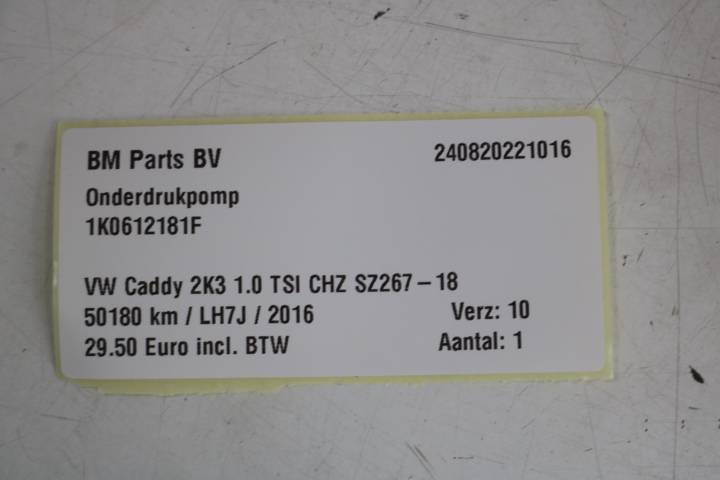 BM Parts BV 240820221016
Onderdrukpomp
1K0612181F
VW Caddy 2K3 1.0 TSI CHZ SZ267-18
50180 km / LH7J / 2016 Verz: 10
29.50 Euro incl. BTW Aantal: 1